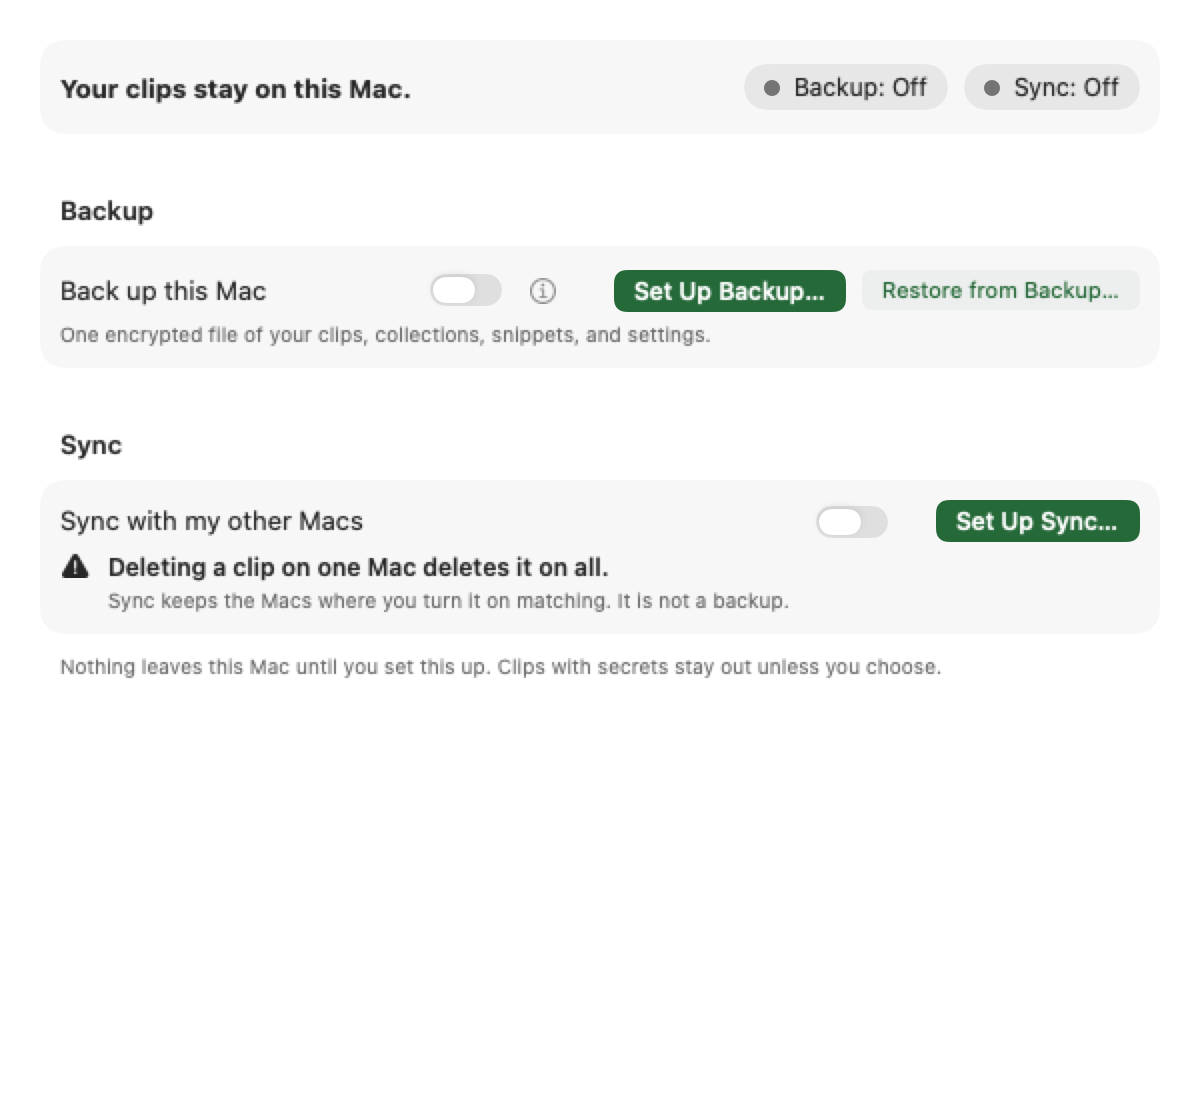 Your clips stay on this Mac.
Backup: Off
Sync: Off
Backup
Back up this Mac
Set Up Backup...
Restore from Backup...
One encrypted file of your clips, collections, snippets, and settings.
Sync
Sync with my other Macs
Set Up Sync...
Deleting a clip on one Mac deletes it on all.
Sync keeps the Macs where you turn it on matching. It is not a backup.
Nothing leaves this Mac until you set this up. Clips with secrets stay out unless you choose.